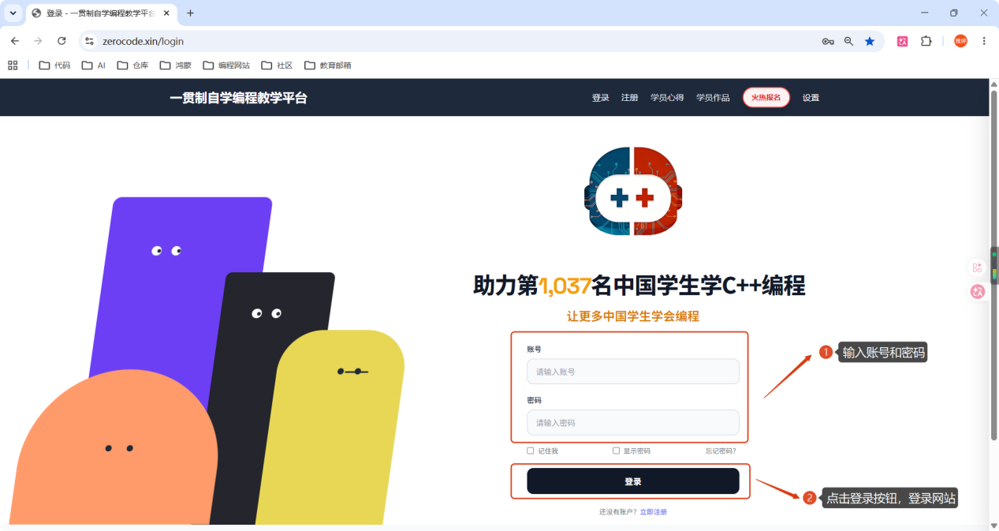 登录 - 一贯制自学编程教学平台
zerocode.xin/login
代码 AI 仓库 鸿蒙 编程网站 社区 教育邮箱
一贯制自学编程教学平台
登录 注册 学员心得 学员作品 火热报名 设置
助力第1,037名中国学生学C++编程
让更多中国学生学会编程
账号
请输入账号
1 输入账号和密码
密码
请输入密码
记住我 显示密码 忘记密码?
登录
2 点击登录按钮，登录网站
还没有账户? 立即注册